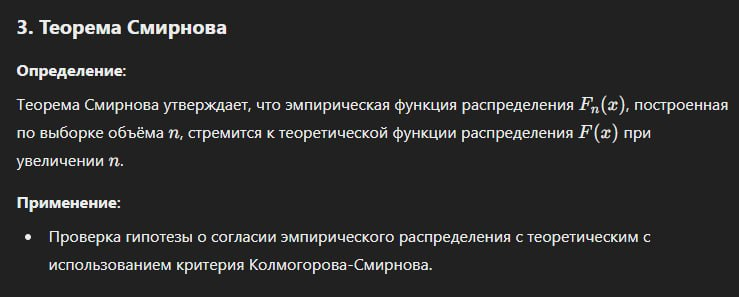 3. Теорема Смирнова
Определение:
Теорема Смирнова утверждает, что эмпирическая функция распределения Fₙ(x), построенная
по выборке объёма n, стремится к теоретической функции распределения F(x) при
увеличении n.
Применение:
• Проверка гипотезы о согласии эмпирического распределения с теоретическим с
использованием критерия Колмогорова-Смирнова.